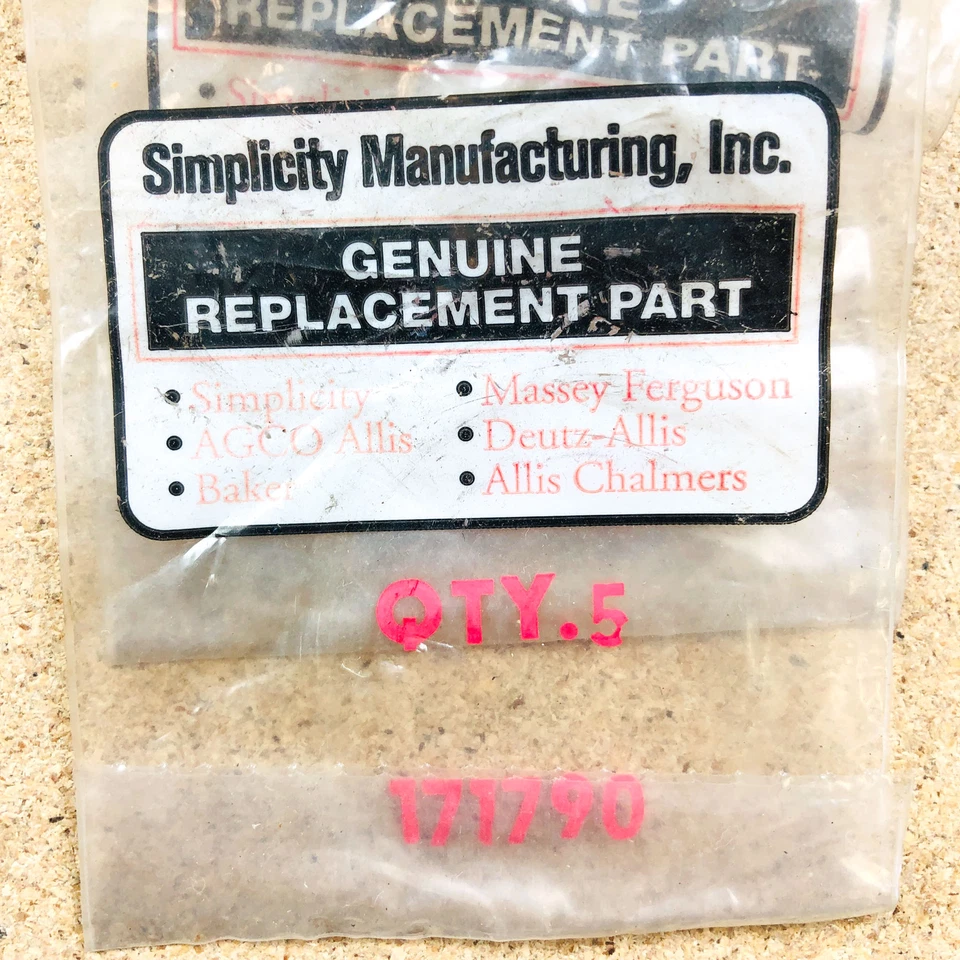 REPLACEMENT PART
Simplicity Manufacturing, Inc.
GENUINE
REPLACEMENT PART
• Simplicity
• AGCO Allis
• Baker
• Massey Ferguson
• Deutz-Allis
• Allis Chalmers
QTY.5
171790